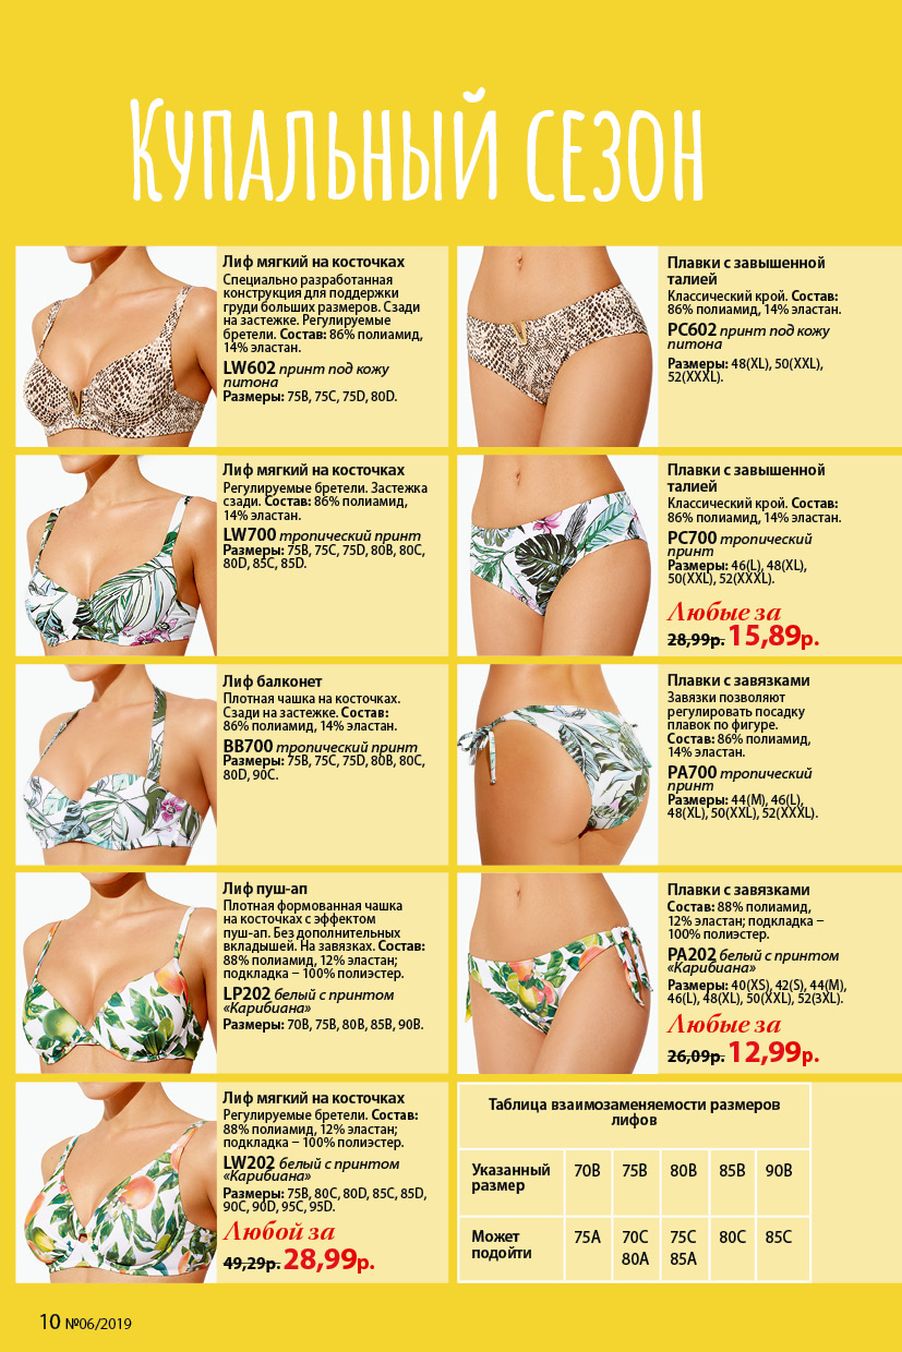 Купальный сезон
Лиф мягкий на косточках
Специально разработанная
конструкция для поддержки
груди больших размеров. Сзади
на застежке. Регулируемые
бретели. Состав: 86% полиамид,
14% эластан.
LW602 принт под кожу
питона
Размеры: 75B, 75C, 75D, 80D.
Плавки с завышенной
талией
Классический крой. Состав:
86% полиамид, 14% эластан.
PC602 принт под кожу
питона
Размеры: 48(XL), 50(XXL),
52(XXXL).
Лиф мягкий на косточках
Регулируемые бретели. Застежка
сзади. Состав: 86% полиамид,
14% эластан.
LW700 тропический принт
Размеры: 75B, 75C, 75D, 80B, 80C,
80D, 85C, 85D.
Плавки с завышенной
талией
Классический крой. Состав:
86% полиамид, 14% эластан.
PC700 тропический
принт
Размеры: 46(L), 48(XL),
50(XXL), 52(XXXL).
Любые за
28,99р. 15,89р.
Лиф балконет
Плотная чашка на косточках.
Сзади на застежке. Состав:
86% полиамид, 14% эластан.
BB700 тропический принт
Размеры: 75B, 75C, 75D, 80B, 80C,
80D, 90C.
Плавки с завязками
Завязки позволяют
регулировать посадку
плавок по фигуре.
Состав: 86% полиамид,
14% эластан.
PA700 тропический
принт
Размеры: 44(M), 46(L),
48(XL), 50(XXL), 52(XXXL).
Лиф пуш-ап
Плотная формованная чашка
на косточках с эффектом
пуш-ап. Без дополнительных
вкладышей. На завязках. Состав:
88% полиамид, 12% эластан;
подкладка – 100% полиэстер.
LP202 белый с принтом
«Карибиана»
Размеры: 70B, 75B, 80B, 85B, 90B.
Плавки с завязками
Состав: 88% полиамид,
12% эластан; подкладка –
100% полиэстер.
PA202 белый с принтом
«Карибиана»
Размеры: 40(XS), 42(S), 44(M),
46(L), 48(XL), 50(XXL), 52(3XL).
Любые за
26,09р. 12,99р.
Лиф мягкий на косточках
Регулируемые бретели. Состав:
88% полиамид, 12% эластан;
подкладка – 100% полиэстер.
LW202 белый с принтом
«Карибиана»
Размеры: 75B, 80C, 80D, 85C, 85D,
90C, 90D, 95C, 95D.
Любой за
49,29р. 28,99р.
Таблица взаимозаменяемости размеров
лифов
Указанный размер 70B 75B 80B 85B 90B
Может подойти 75A 70C 75C 80C 85C
80A 85A
10 №06/2019